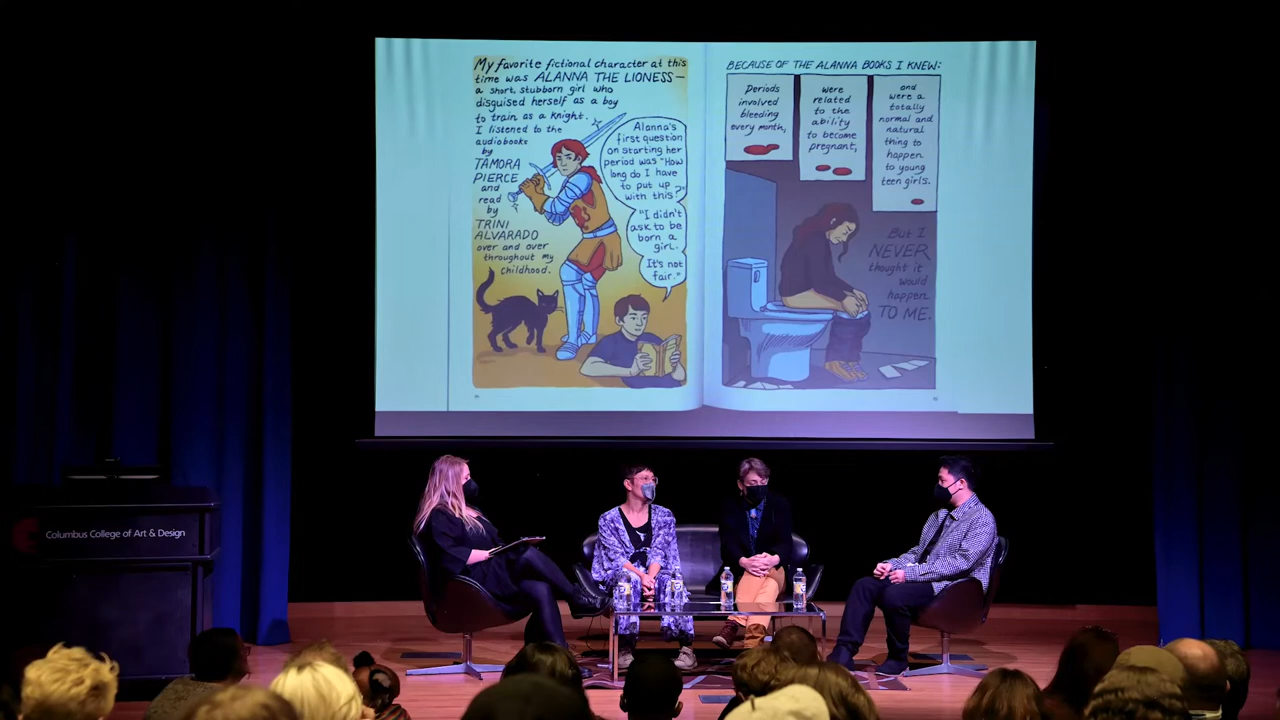 My favorite fictional character at this
time was ALANNA THE LIONESS—
a short, stubborn girl who
disguised herself as a boy
to train as a knight.
I listened to the
audiobooks
by
TAMORA
PIERCE
and
read
by
TRINI
ALVARADO
over and over
throughout my
childhood.
Alanna's
first question
on starting her
period was "How
long do I have
to put up
with this?"
"I didn't
ask to be
born a
girl.
It's not
fair."
BECAUSE OF THE ALANNA BOOKS I KNEW:
Periods
involved
bleeding
every month,
were
related
to the
ability
to become
pregnant,
and
were a
totally
normal and
natural
thing to
happen
to young
teen girls.
But I
NEVER
thought it
would
happen
TO ME.
Columbus College of Art & Design